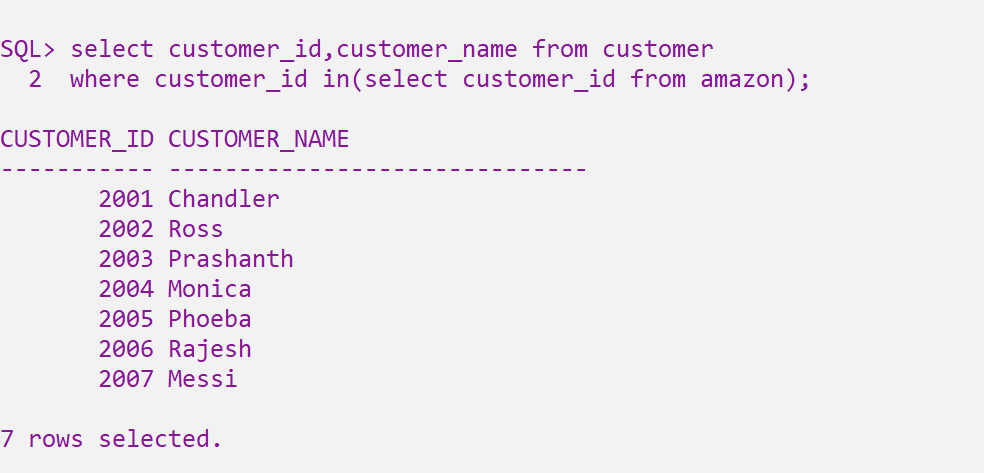 SQL> select customer_id,customer_name from customer
  2  where customer_id in(select customer_id from amazon);
CUSTOMER_ID CUSTOMER_NAME
----------- ------------------------------
       2001 Chandler
       2002 Ross
       2003 Prashanth
       2004 Monica
       2005 Phoeba
       2006 Rajesh
       2007 Messi
7 rows selected.